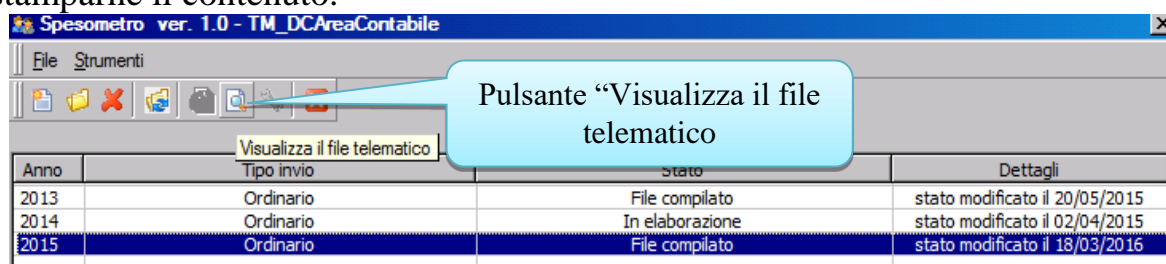 stamparne il contenuto.
Spesometro ver. 1.0 - TM_DCAreaContabile
File Strumenti
Pulsante “Visualizza il file
telematico
Visualizza il file telematico
Anno Tipo invio Stato Dettagli
2013 Ordinario File compilato stato modificato il 20/05/2015
2014 Ordinario In elaborazione stato modificato il 02/04/2015
2015 Ordinario File compilato stato modificato il 18/03/2016